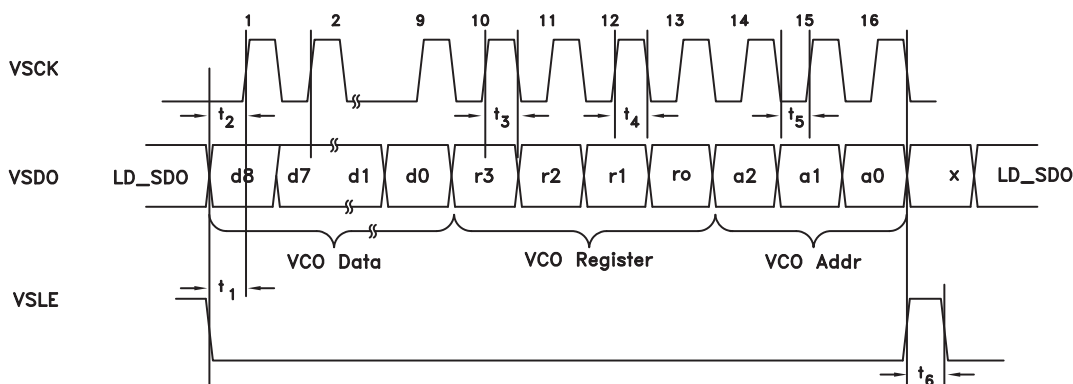 1 2 9 10 11 12 13 14 15 16
VSCK
t2 t3 t4 t5
VSDO LD_SDO d8 d7 d1 d0 r3 r2 r1 ro a2 a1 a0 x LD_SDO
VCO Data VCO Register VCO Addr
t1
VSLE
t6